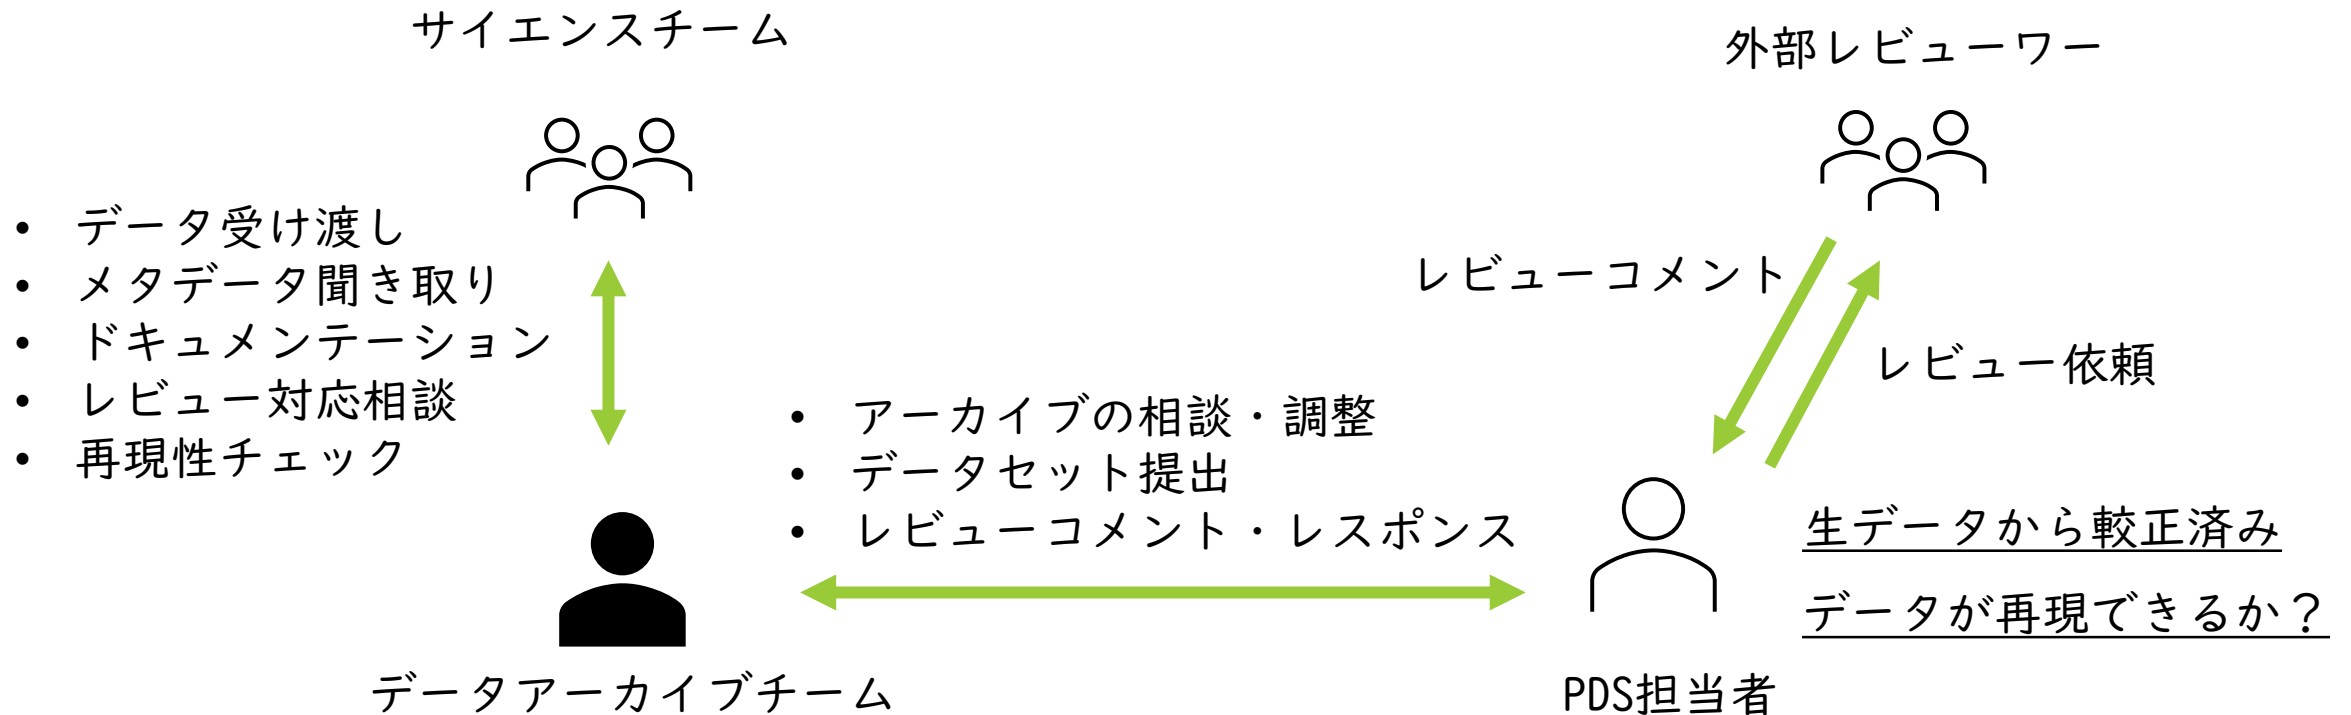 サイエンスチーム
外部レビューワー
• データ受け渡し
• メタデータ聞き取り
• ドキュメンテーション
• レビュー対応相談
• 再現性チェック
レビューコメント
レビュー依頼
• アーカイブの相談・調整
• データセット提出
• レビューコメント・レスポンス
生データから較正済み
データが再現できるか？
データアーカイブチーム
PDS担当者